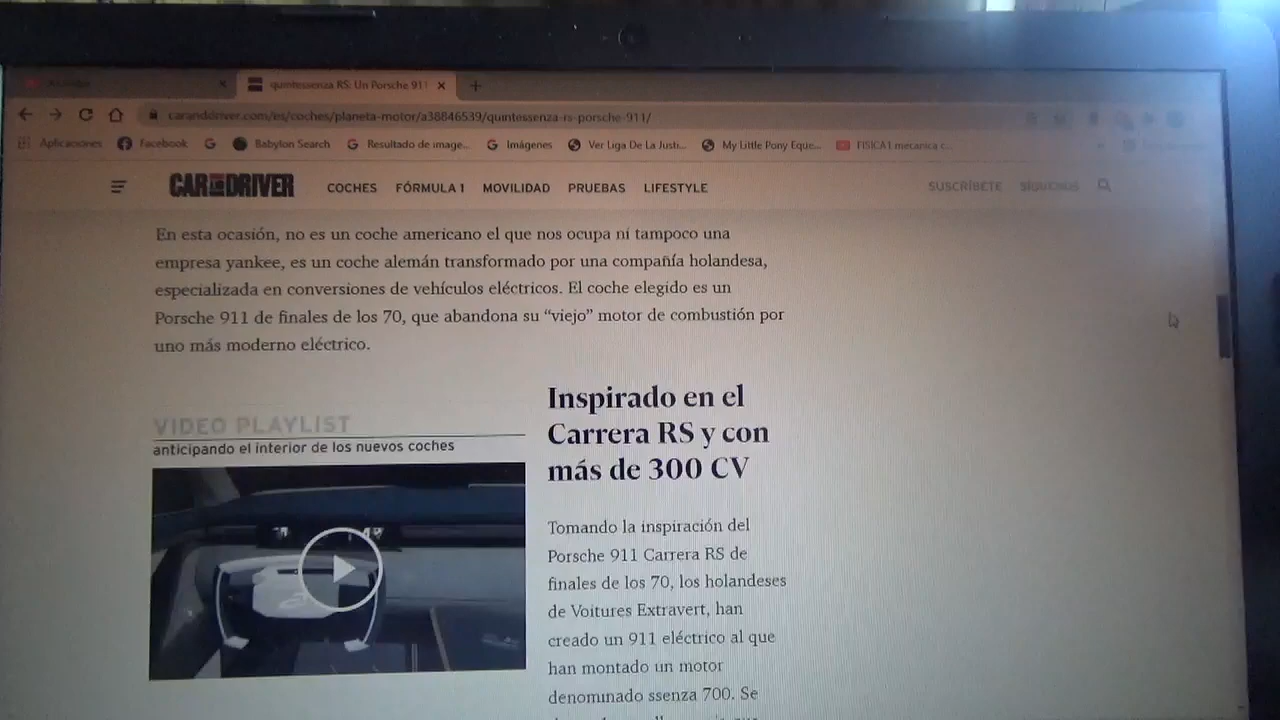 quintessenza RS: Un Porsche 911
caranddriver.com/es/coches/planeta-motor/a38846539/quintessenza-rs-porsche-911/
Aplicaciones Facebook Babylon Search Resultado de image... Imágenes Ver Liga De La Justi... My Little Pony Eque... FISICA1 mecanica c...
CAR AND DRIVER COCHES FÓRMULA 1 MOVILIDAD PRUEBAS LIFESTYLE SUSCRÍBETE SÍGUENOS
En esta ocasión, no es un coche americano el que nos ocupa ni tampoco una
empresa yankee, es un coche alemán transformado por una compañía holandesa,
especializada en conversiones de vehículos eléctricos. El coche elegido es un
Porsche 911 de finales de los 70, que abandona su “viejo” motor de combustión por
uno más moderno eléctrico.
VIDEO PLAYLIST
anticipando el interior de los nuevos coches
Inspirado en el
Carrera RS y con
más de 300 CV
Tomando la inspiración del
Porsche 911 Carrera RS de
finales de los 70, los holandeses
de Voitures Extravert, han
creado un 911 eléctrico al que
han montado un motor
denominado ssenza 700. Se